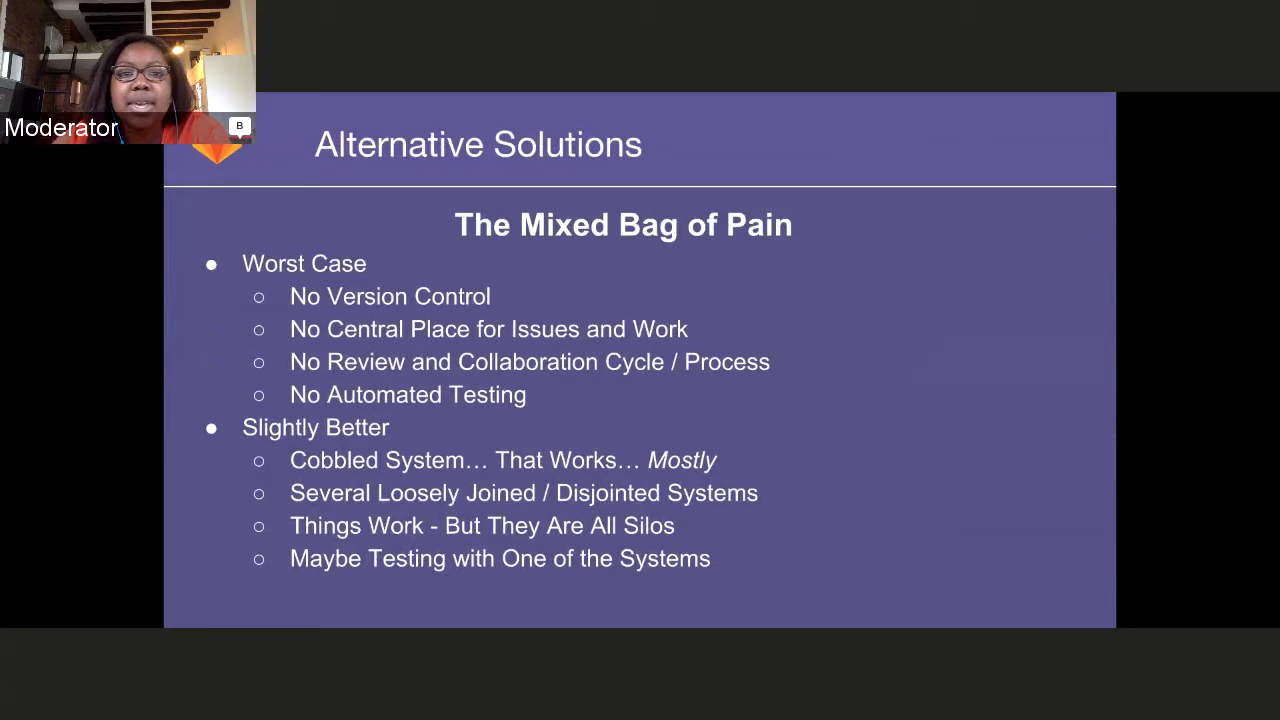 Moderator
B
Alternative Solutions
The Mixed Bag of Pain
● Worst Case
○ No Version Control
○ No Central Place for Issues and Work
○ No Review and Collaboration Cycle / Process
○ No Automated Testing
● Slightly Better
○ Cobbled System… That Works… Mostly
○ Several Loosely Joined / Disjointed Systems
○ Things Work - But They Are All Silos
○ Maybe Testing with One of the Systems